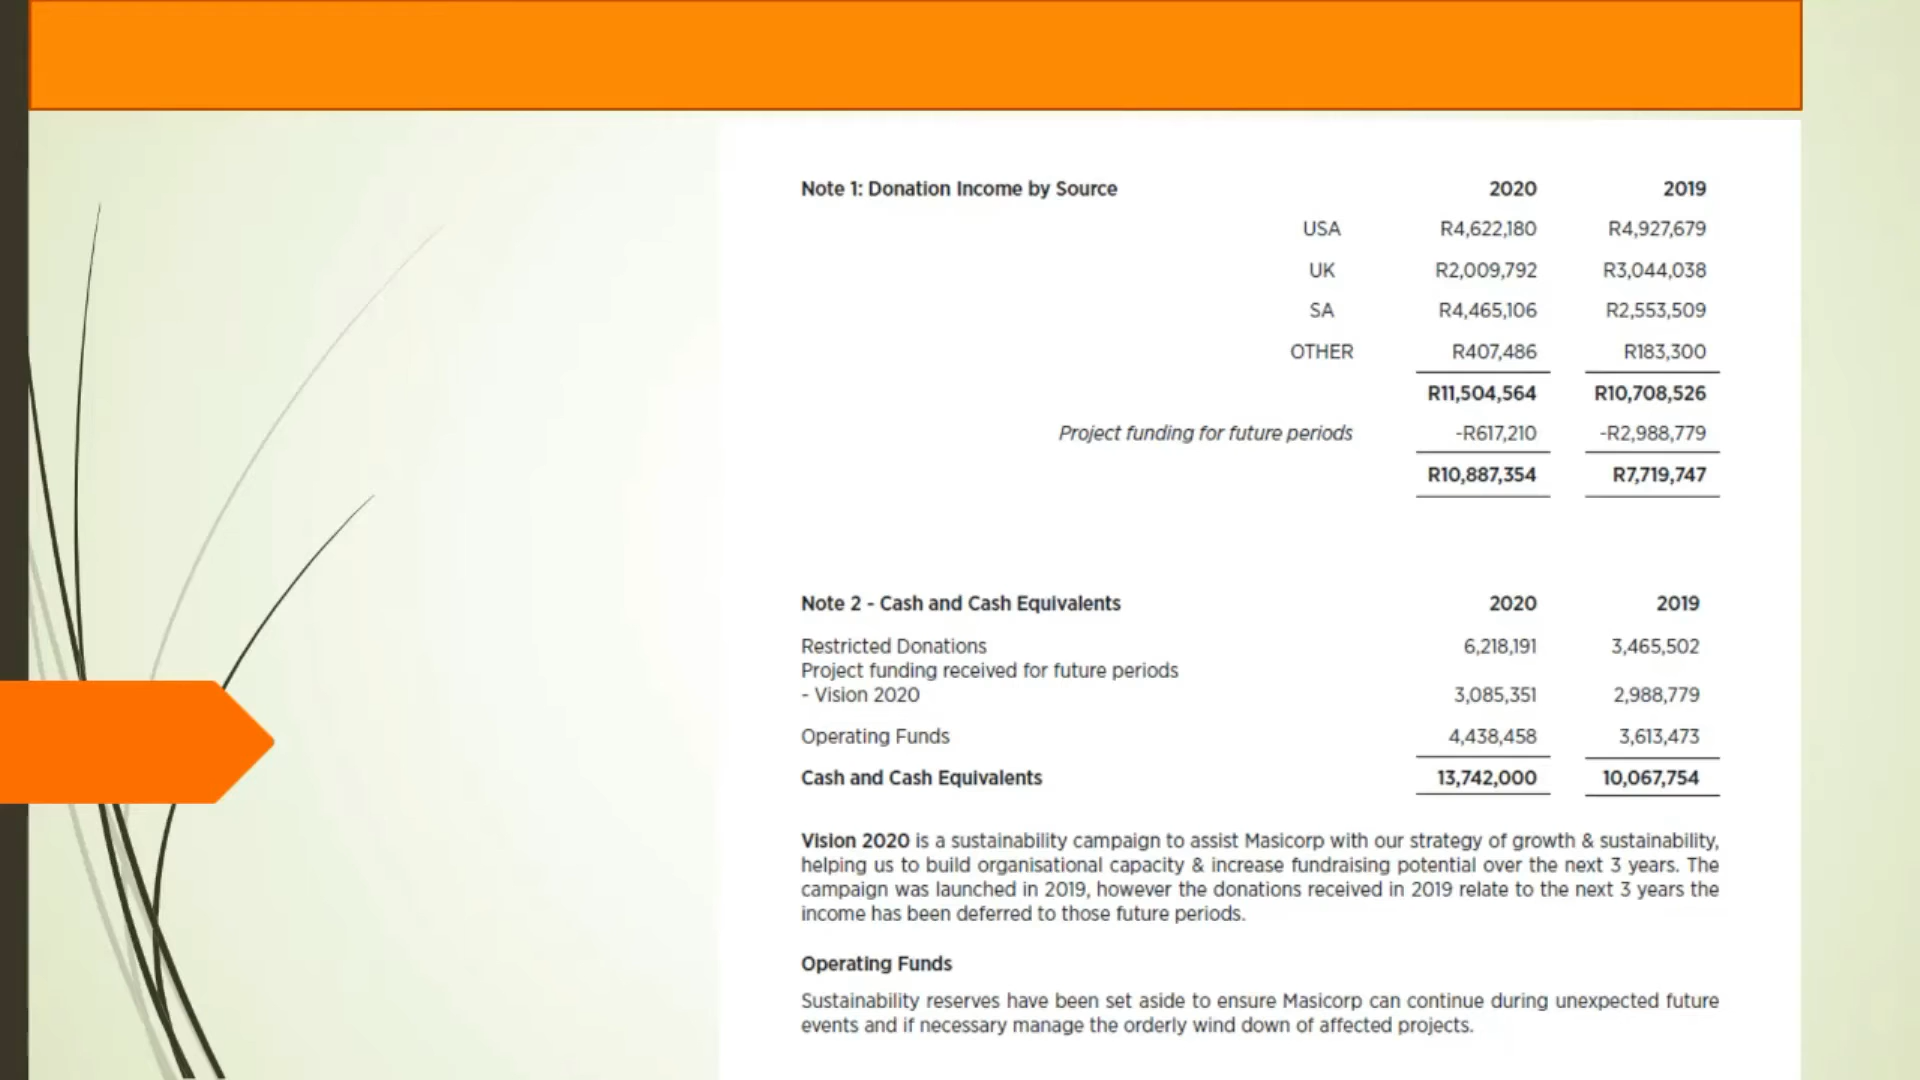 Note 1: Donation Income by Source 2020 2019
USA R4,622,180 R4,927,679
UK R2,009,792 R3,044,038
SA R4,465,106 R2,553,509
OTHER R407,486 R183,300
R11,504,564 R10,708,526
Project funding for future periods -R617,210 -R2,988,779
R10,887,354 R7,719,747
Note 2 - Cash and Cash Equivalents 2020 2019
Restricted Donations 6,218,191 3,465,502
Project funding received for future periods
- Vision 2020 3,085,351 2,988,779
Operating Funds 4,438,458 3,613,473
Cash and Cash Equivalents 13,742,000 10,067,754
Vision 2020 is a sustainability campaign to assist Masicorp with our strategy of growth & sustainability,
helping us to build organisational capacity & increase fundraising potential over the next 3 years. The
campaign was launched in 2019, however the donations received in 2019 relate to the next 3 years the
income has been deferred to those future periods.
Operating Funds
Sustainability reserves have been set aside to ensure Masicorp can continue during unexpected future
events and if necessary manage the orderly wind down of affected projects.